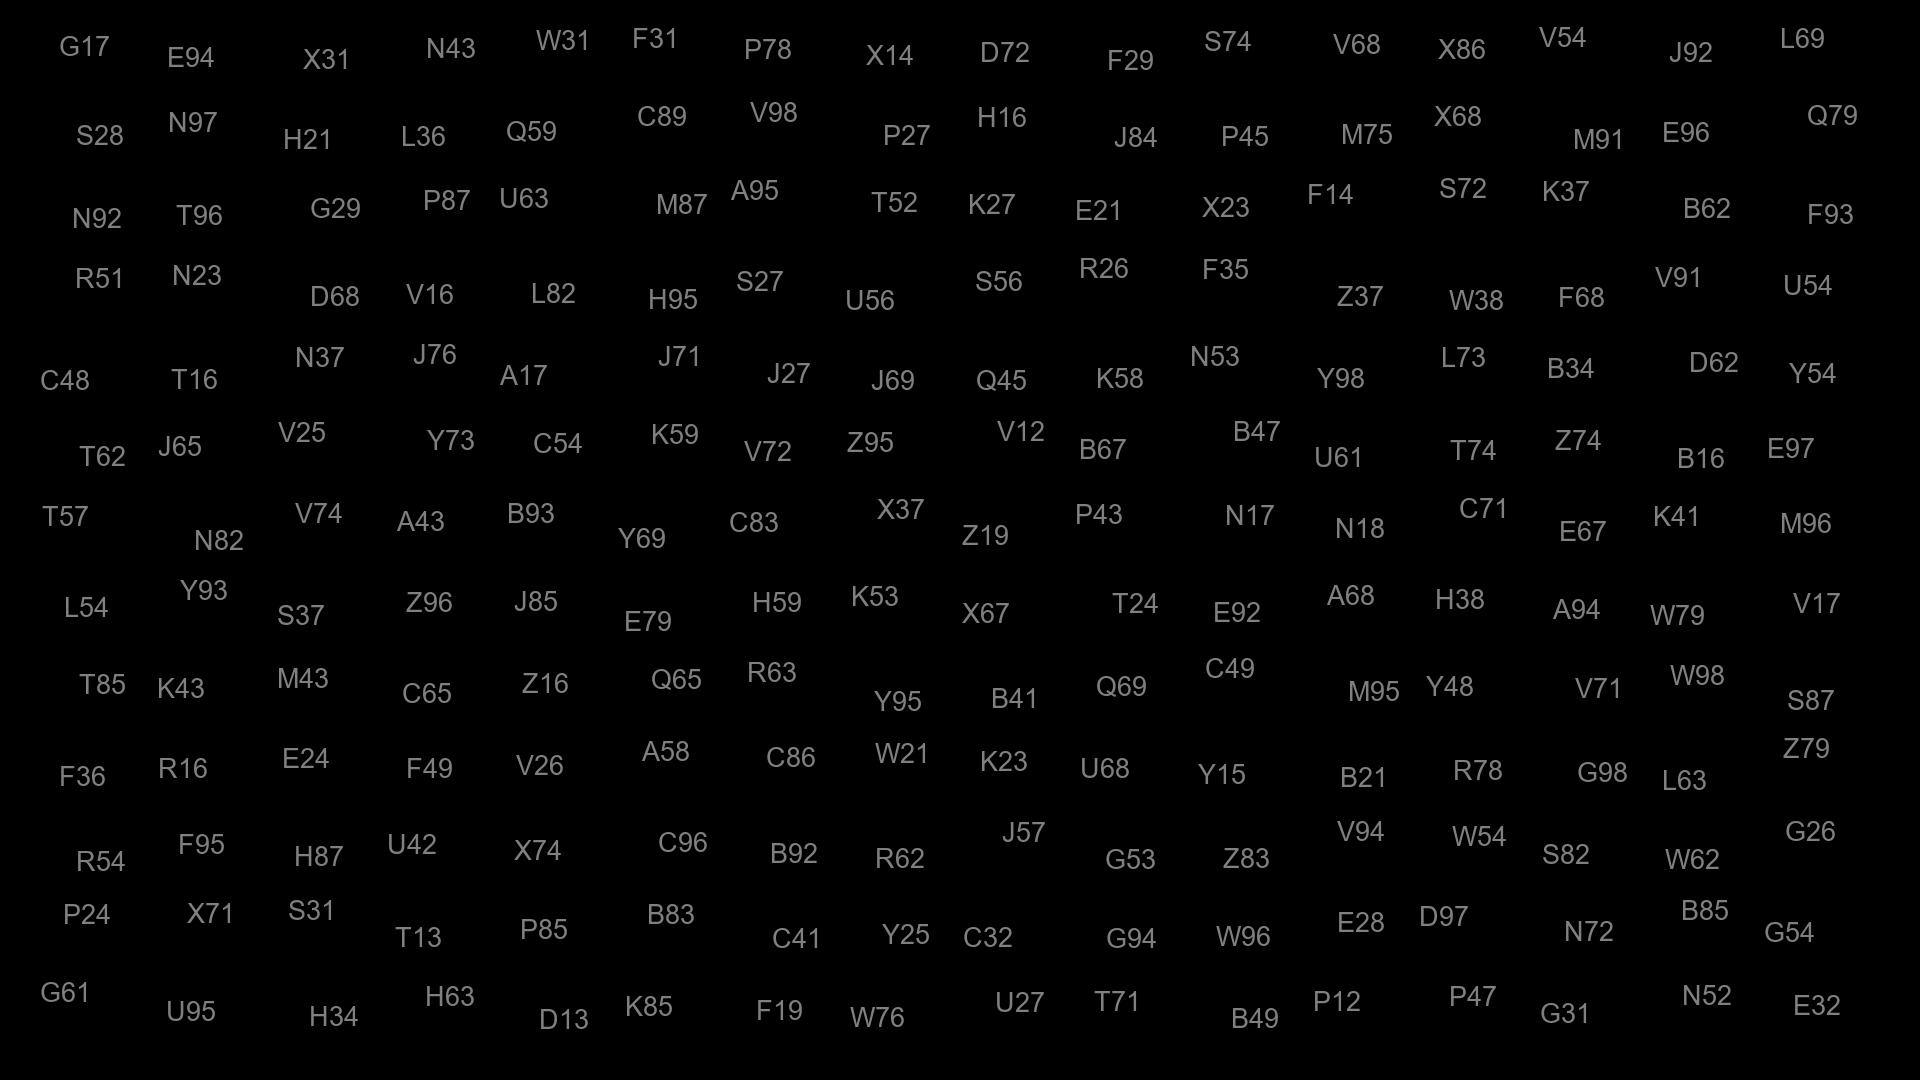 G17 E94 X31 N43 W31 F31 P78 X14 D72 F29 S74 V68 X86 V54 J92 L69
S28 N97 H21 L36 Q59 C89 V98 P27 H16 J84 P45 M75 X68 M91 E96 Q79
N92 T96 G29 P87 U63 M87 A95 T52 K27 E21 X23 F14 S72 K37 B62 F93
R51 N23 D68 V16 L82 H95 S27 U56 S56 R26 F35 Z37 W38 F68 V91 U54
C48 T16 N37 J76 A17 J71 J27 J69 Q45 K58 N53 Y98 L73 B34 D62 Y54
T62 J65 V25 Y73 C54 K59 V72 Z95 V12 B67 B47 U61 T74 Z74 B16 E97
T57 N82 V74 A43 B93 Y69 C83 X37 Z19 P43 N17 N18 C71 E67 K41 M96
L54 Y93 S37 Z96 J85 E79 H59 K53 X67 T24 E92 A68 H38 A94 W79 V17
T85 K43 M43 C65 Z16 Q65 R63 Y95 B41 Q69 C49 M95 Y48 V71 W98 S87
F36 R16 E24 F49 V26 A58 C86 W21 K23 U68 Y15 B21 R78 G98 L63 Z79
R54 F95 H87 U42 X74 C96 B92 R62 J57 G53 Z83 V94 W54 S82 W62 G26
P24 X71 S31 T13 P85 B83 C41 Y25 C32 G94 W96 E28 D97 N72 B85 G54
G61 U95 H34 H63 D13 K85 F19 W76 U27 T71 B49 P12 P47 G31 N52 E32